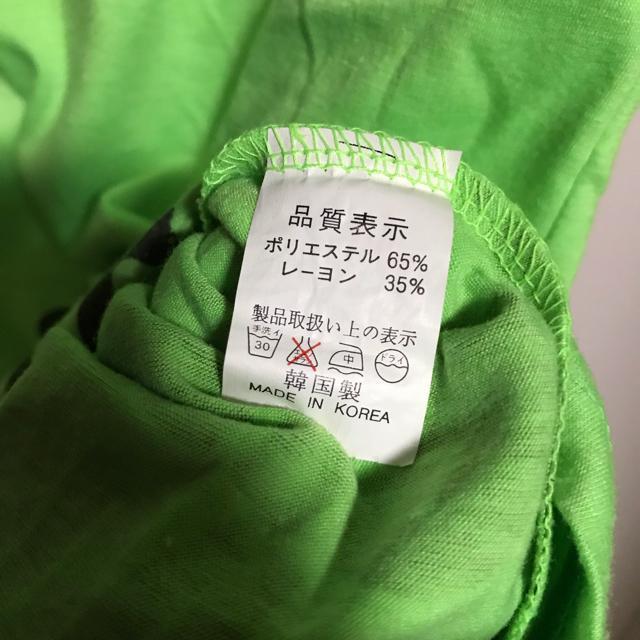 品質表示
ポリエステル 65%
レーヨン 35%
製品取扱い上の表示
手洗イ 30 中 ドライ
韓国製
MADE IN KOREA